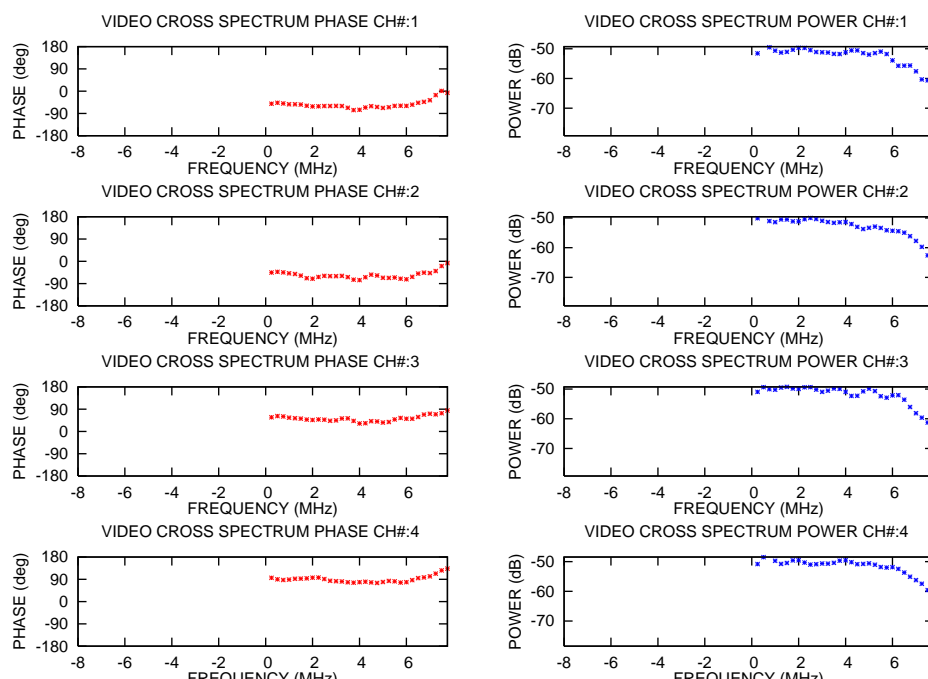 VIDEO CROSS SPECTRUM PHASE CH#:1
VIDEO CROSS SPECTRUM POWER CH#:1
PHASE (deg)
180
90
0
-90
-180
-8 -6 -4 -2 0 2 4 6
FREQUENCY (MHz)
POWER (dB)
-50
-60
-70
-8 -6 -4 -2 0 2 4 6
FREQUENCY (MHz)
VIDEO CROSS SPECTRUM PHASE CH#:2
VIDEO CROSS SPECTRUM POWER CH#:2
PHASE (deg)
180
90
0
-90
-180
-8 -6 -4 -2 0 2 4 6
FREQUENCY (MHz)
POWER (dB)
-50
-60
-70
-8 -6 -4 -2 0 2 4 6
FREQUENCY (MHz)
VIDEO CROSS SPECTRUM PHASE CH#:3
VIDEO CROSS SPECTRUM POWER CH#:3
PHASE (deg)
180
90
0
-90
-180
-8 -6 -4 -2 0 2 4 6
FREQUENCY (MHz)
POWER (dB)
-50
-60
-70
-8 -6 -4 -2 0 2 4 6
FREQUENCY (MHz)
VIDEO CROSS SPECTRUM PHASE CH#:4
VIDEO CROSS SPECTRUM POWER CH#:4
PHASE (deg)
180
90
0
-90
-180
-8 -6 -4 -2 0 2 4 6
FREQUENCY (MHz)
POWER (dB)
-50
-60
-70
-8 -6 -4 -2 0 2 4 6
FREQUENCY (MHz)